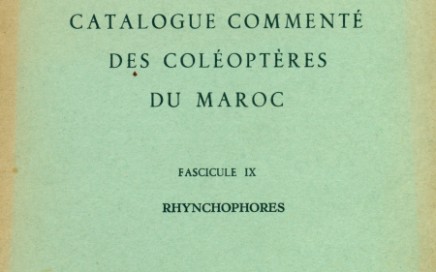 CATALOGUE COMMENTÉ
DES COLÉOPTÈRES
DU MAROC
FASCICULE IX
RHYNCHOPHORES